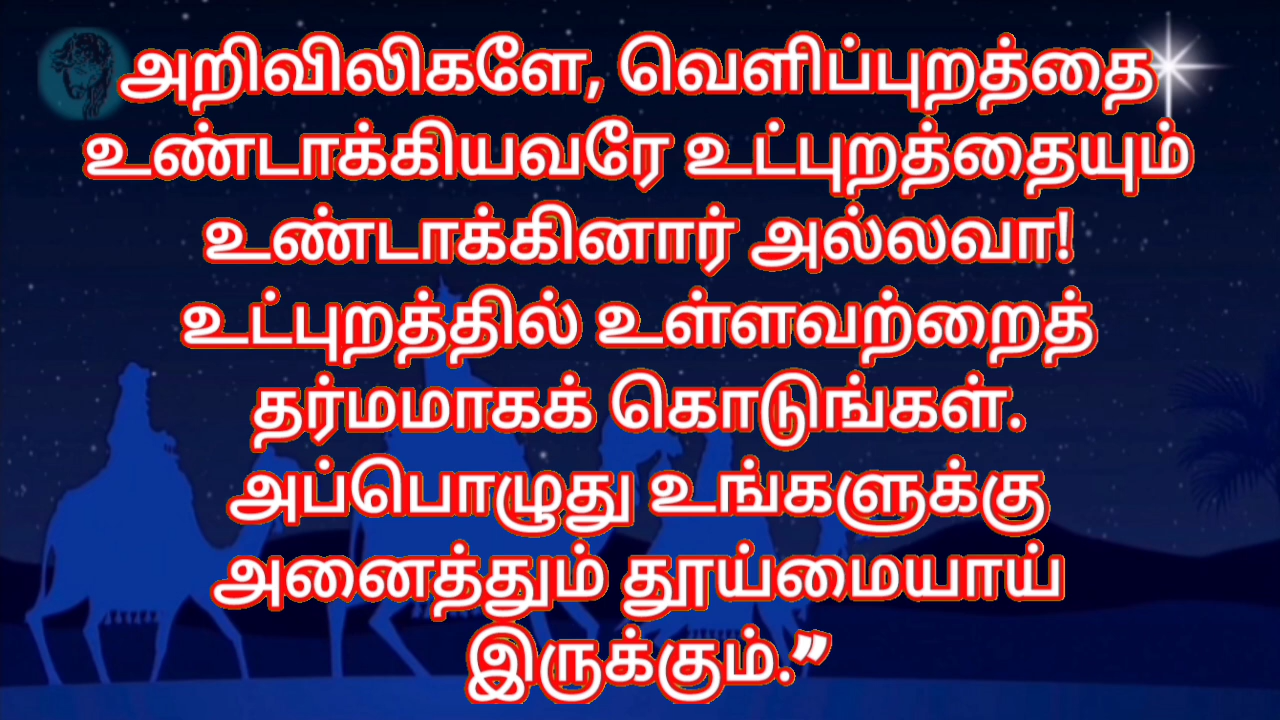 அறிவிலிகளே, வெளிப்புறத்தை
உண்டாக்கியவரே உட்புறத்தையும்
உண்டாக்கினார் அல்லவா!
உட்புறத்தில் உள்ளவற்றைத்
தர்மமாகக் கொடுங்கள்.
அப்பொழுது உங்களுக்கு
அனைத்தும் தூய்மையாய்
இருக்கும்.”